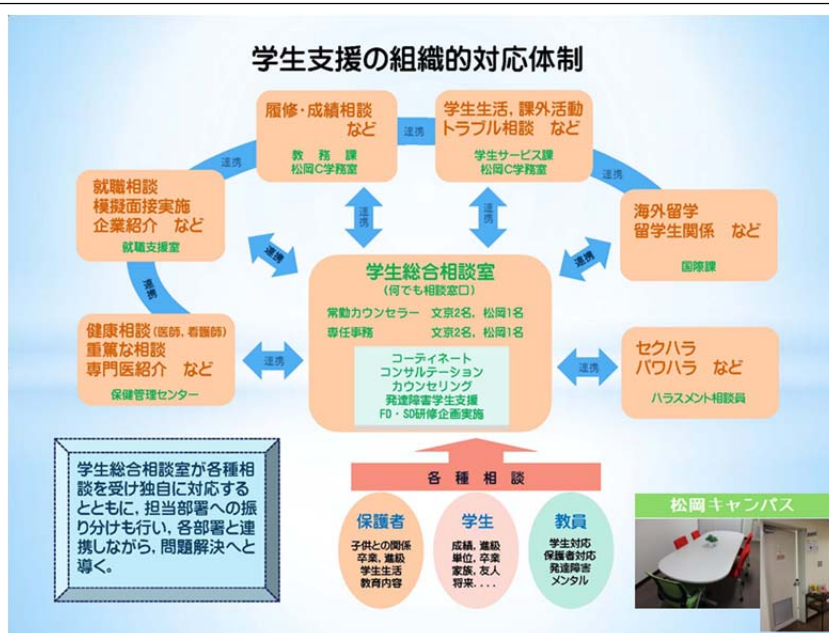 学生支援の組織的対応体制
履修・成績相談
など
教務課
松岡C学務室
連携
学生生活，課外活動
トラブル相談　など
学生サービス課
松岡C学務室
連携
就職相談
模擬面接実施
企業紹介　など
就職支援室
連携
海外留学
留学生関係　など
国際課
連携
連携
連携
連携
連携
学生総合相談室
(何でも相談窓口)
常勤カウンセラー　文京2名，松岡1名
専任事務　文京2名，松岡1名
コーディネート
コンサルテーション
カウンセリング
発達障害学生支援
FD・SD研修企画実施
連携
健康相談(医師，看護師)
重篤な相談
専門医紹介　など
保健管理センター
連携
セクハラ
パワハラ　など
ハラスメント相談員
連携
各種相談
保護者
子供との関係
卒業，進級
学生生活
教育内容
学生
成績，進級
単位，卒業
家族，友人
将来．．．．
教員
学生対応
保護者対応
発達障害
メンタル
学生総合相談室が各種相
談を受け独自に対応する
とともに，担当部署への振
り分けも行い，各部署と連
携しながら，問題解決へと
導く。
松岡キャンパス